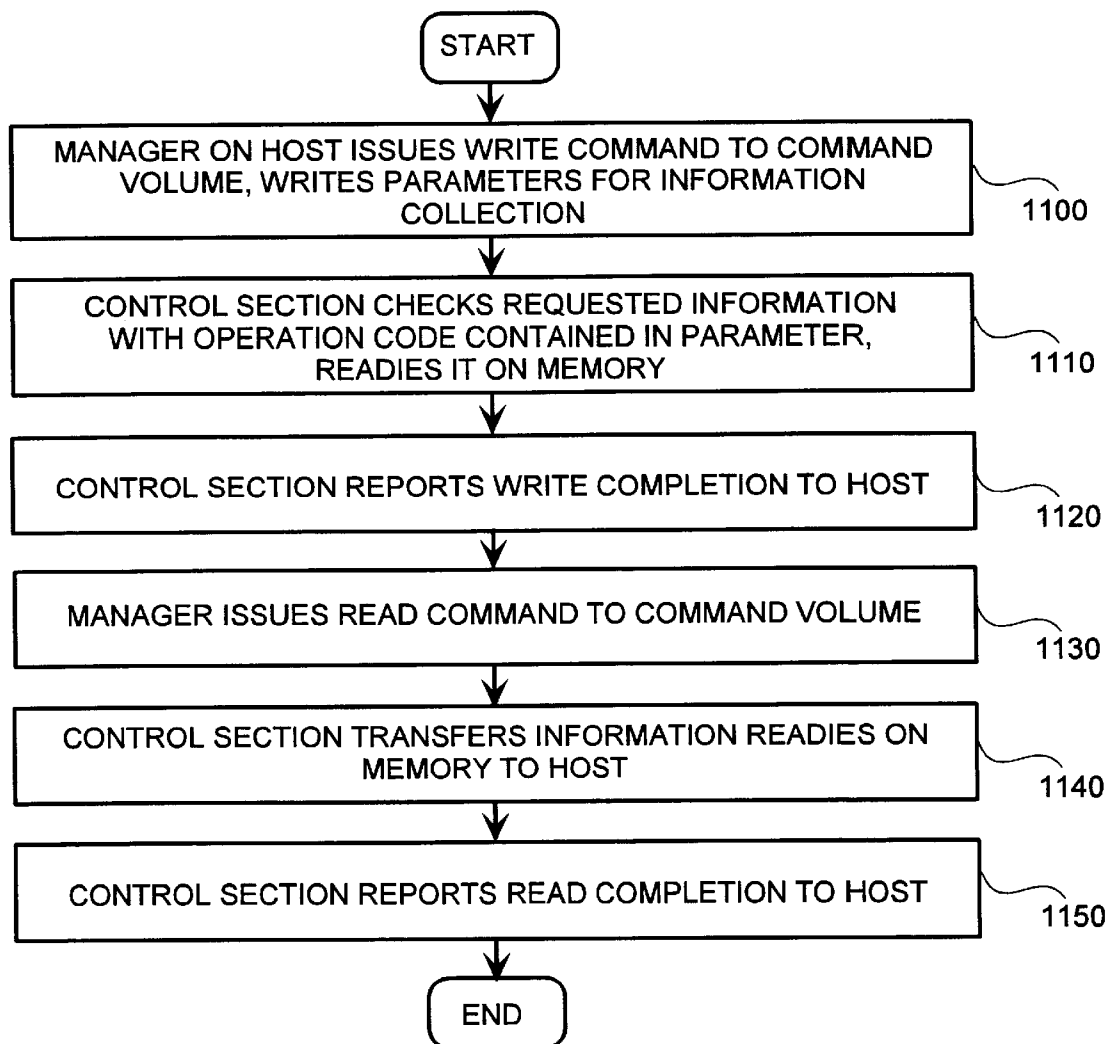 START
MANAGER ON HOST ISSUES WRITE COMMAND TO COMMAND
VOLUME, WRITES PARAMETERS FOR INFORMATION
COLLECTION
1100
CONTROL SECTION CHECKS REQUESTED INFORMATION
WITH OPERATION CODE CONTAINED IN PARAMETER,
READIES IT ON MEMORY
1110
CONTROL SECTION REPORTS WRITE COMPLETION TO HOST
1120
MANAGER ISSUES READ COMMAND TO COMMAND VOLUME
1130
CONTROL SECTION TRANSFERS INFORMATION READIES ON
MEMORY TO HOST
1140
CONTROL SECTION REPORTS READ COMPLETION TO HOST
1150
END